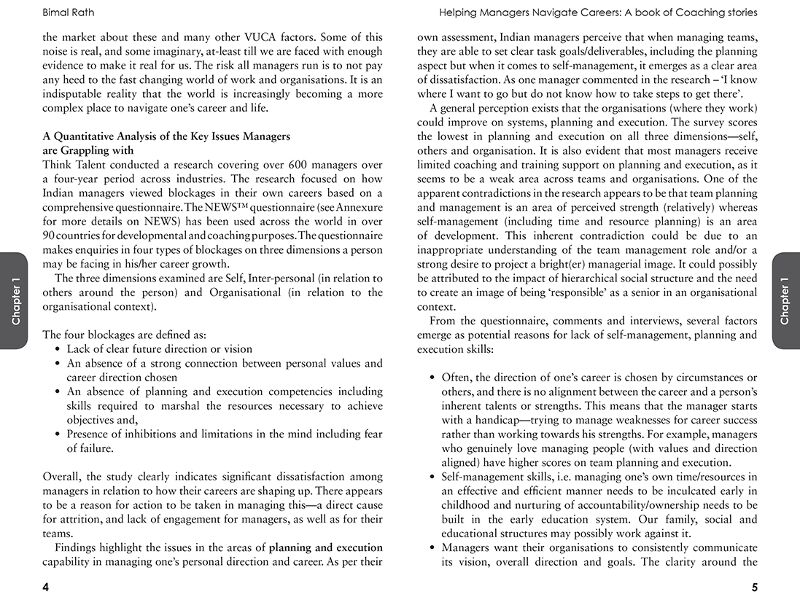 Bimal Rath
the market about these and many other VUCA factors. Some of this
noise is real, and some imaginary, at-least till we are faced with enough
evidence to make it real for us. The risk all managers run is to not pay
any heed to the fast changing world of work and organisations. It is an
indisputable reality that the world is increasingly becoming a more
complex place to navigate one's career and life.
A Quantitative Analysis of the Key Issues Managers
are Grappling with
Think Talent conducted a research covering over 600 managers over
a four-year period across industries. The research focused on how
Indian managers viewed blockages in their own careers based on a
comprehensive questionnaire. The NEWS™ questionnaire (see Annexure
for more details on NEWS) has been used across the world in over
90 countries for developmental and coaching purposes. The questionnaire
makes enquiries in four types of blockages on three dimensions a person
may be facing in his/her career growth.
The three dimensions examined are Self, Inter-personal (in relation to
others around the person) and Organisational (in relation to the
organisational context).
The four blockages are defined as:
• Lack of clear future direction or vision
• An absence of a strong connection between personal values and
career direction chosen
• An absence of planning and execution competencies including
skills required to marshal the resources necessary to achieve
objectives and,
• Presence of inhibitions and limitations in the mind including fear
of failure.
Overall, the study clearly indicates significant dissatisfaction among
managers in relation to how their careers are shaping up. There appears
to be a reason for action to be taken in managing this—a direct cause
for attrition, and lack of engagement for managers, as well as for their
teams.
Findings highlight the issues in the areas of planning and execution
capability in managing one's personal direction and career. As per their
4
Chapter 1
Helping Managers Navigate Careers: A book of Coaching stories
own assessment, Indian managers perceive that when managing teams,
they are able to set clear task goals/deliverables, including the planning
aspect but when it comes to self-management, it emerges as a clear area
of dissatisfaction. As one manager commented in the research – 'I know
where I want to go but do not know how to take steps to get there'.
A general perception exists that the organisations (where they work)
could improve on systems, planning and execution. The survey scores
the lowest in planning and execution on all three dimensions—self,
others and organisation. It is also evident that most managers receive
limited coaching and training support on planning and execution, as it
seems to be a weak area across teams and organisations. One of the
apparent contradictions in the research appears to be that team planning
and management is an area of perceived strength (relatively) whereas
self-management (including time and resource planning) is an area
of development. This inherent contradiction could be due to an
inappropriate understanding of the team management role and/or a
strong desire to project a bright(er) managerial image. It could possibly
be attributed to the impact of hierarchical social structure and the need
to create an image of being 'responsible' as a senior in an organisational
context.
From the questionnaire, comments and interviews, several factors
emerge as potential reasons for lack of self-management, planning and
execution skills:
• Often, the direction of one's career is chosen by circumstances or
others, and there is no alignment between the career and a person's
inherent talents or strengths. This means that the manager starts
with a handicap—trying to manage weaknesses for career success
rather than working towards his strengths. For example, managers
who genuinely love managing people (with values and direction
aligned) have higher scores on team planning and execution.
• Self-management skills, i.e. managing one's own time/resources in
an effective and efficient manner needs to be inculcated early in
childhood and nurturing of accountability/ownership needs to be
built in the early education system. Our family, social and
educational structures may possibly work against it.
• Managers want their organisations to consistently communicate
its vision, overall direction and goals. The clarity around the
5
Chapter 1